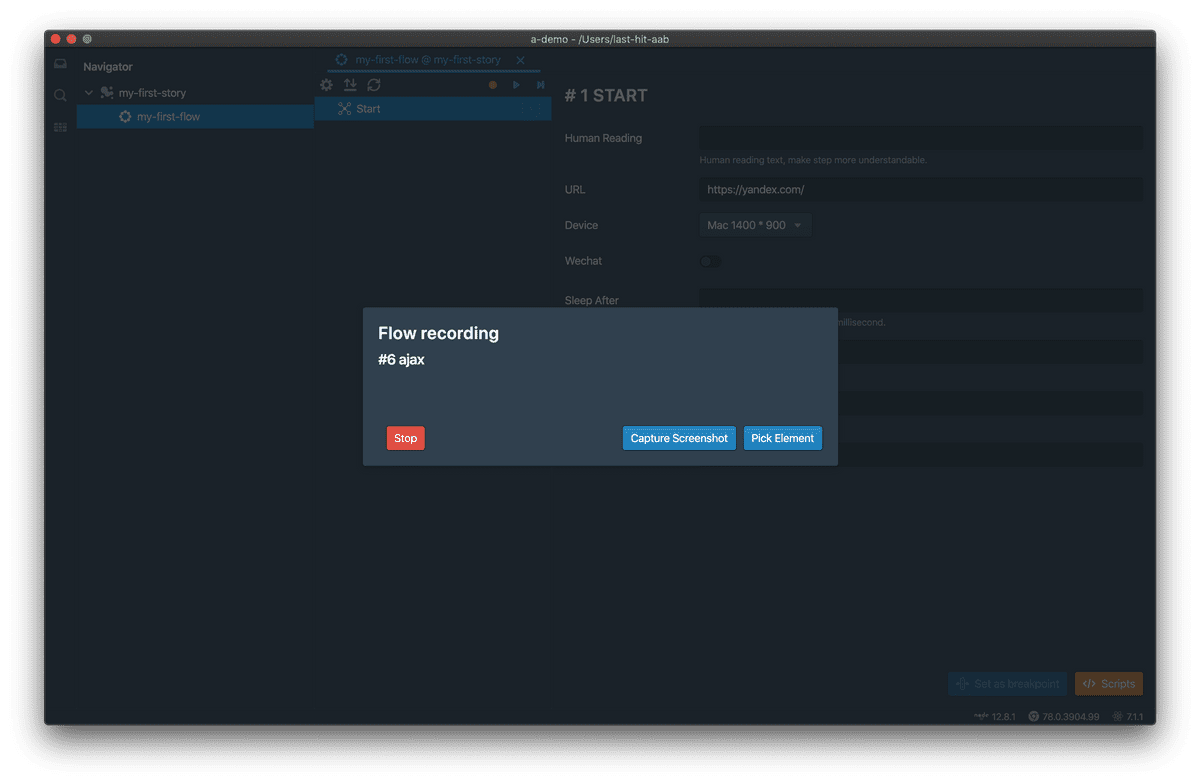 a-demo - /Users/last-hit-aab
Navigator
my-first-story
my-first-flow
my-first-flow @ my-first-story
Start
# 1 START
Human Reading
Human reading text, make step more understandable.
URL
https://yandex.com/
Device
Mac 1400 * 900
Wechat
Sleep After
millisecond.
Flow recording
#6 ajax
Stop
Capture Screenshot
Pick Element
Set as breakpoint
</> Scripts
12.8.1
78.0.3904.99
7.1.1